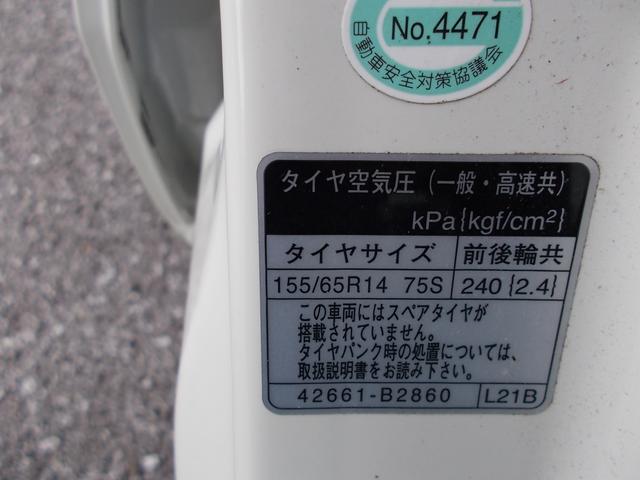 No.4471
自動車安全対策協議会
タイヤ空気圧（一般・高速共）
kPa{kgf/cm²}
タイヤサイズ 前後輪共
155/65R14 75S 240{2.4}
この車両にはスペアタイヤが
搭載されていません。
タイヤパンク時の処置については、
取扱説明書をお読み下さい。
42661-B2860 L21B